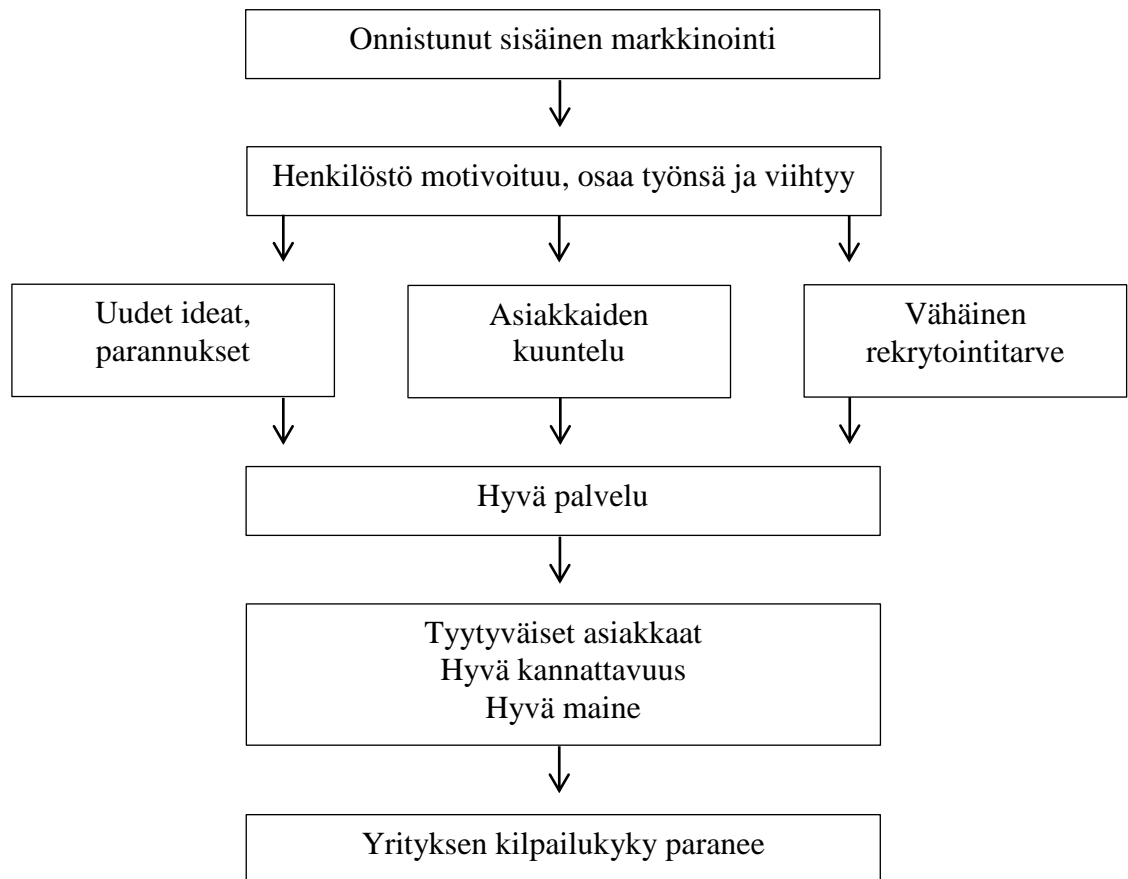 Onnistunut sisäinen markkinointi
Henkilöstö motivoituu, osaa työnsä ja viihtyy
Uudet ideat,
parannukset
Asiakkaiden
kuuntelu
Vähäinen
rekrytointitarve
Hyvä palvelu
Tyytyväiset asiakkaat
Hyvä kannattavuus
Hyvä maine
Yrityksen kilpailukyky paranee